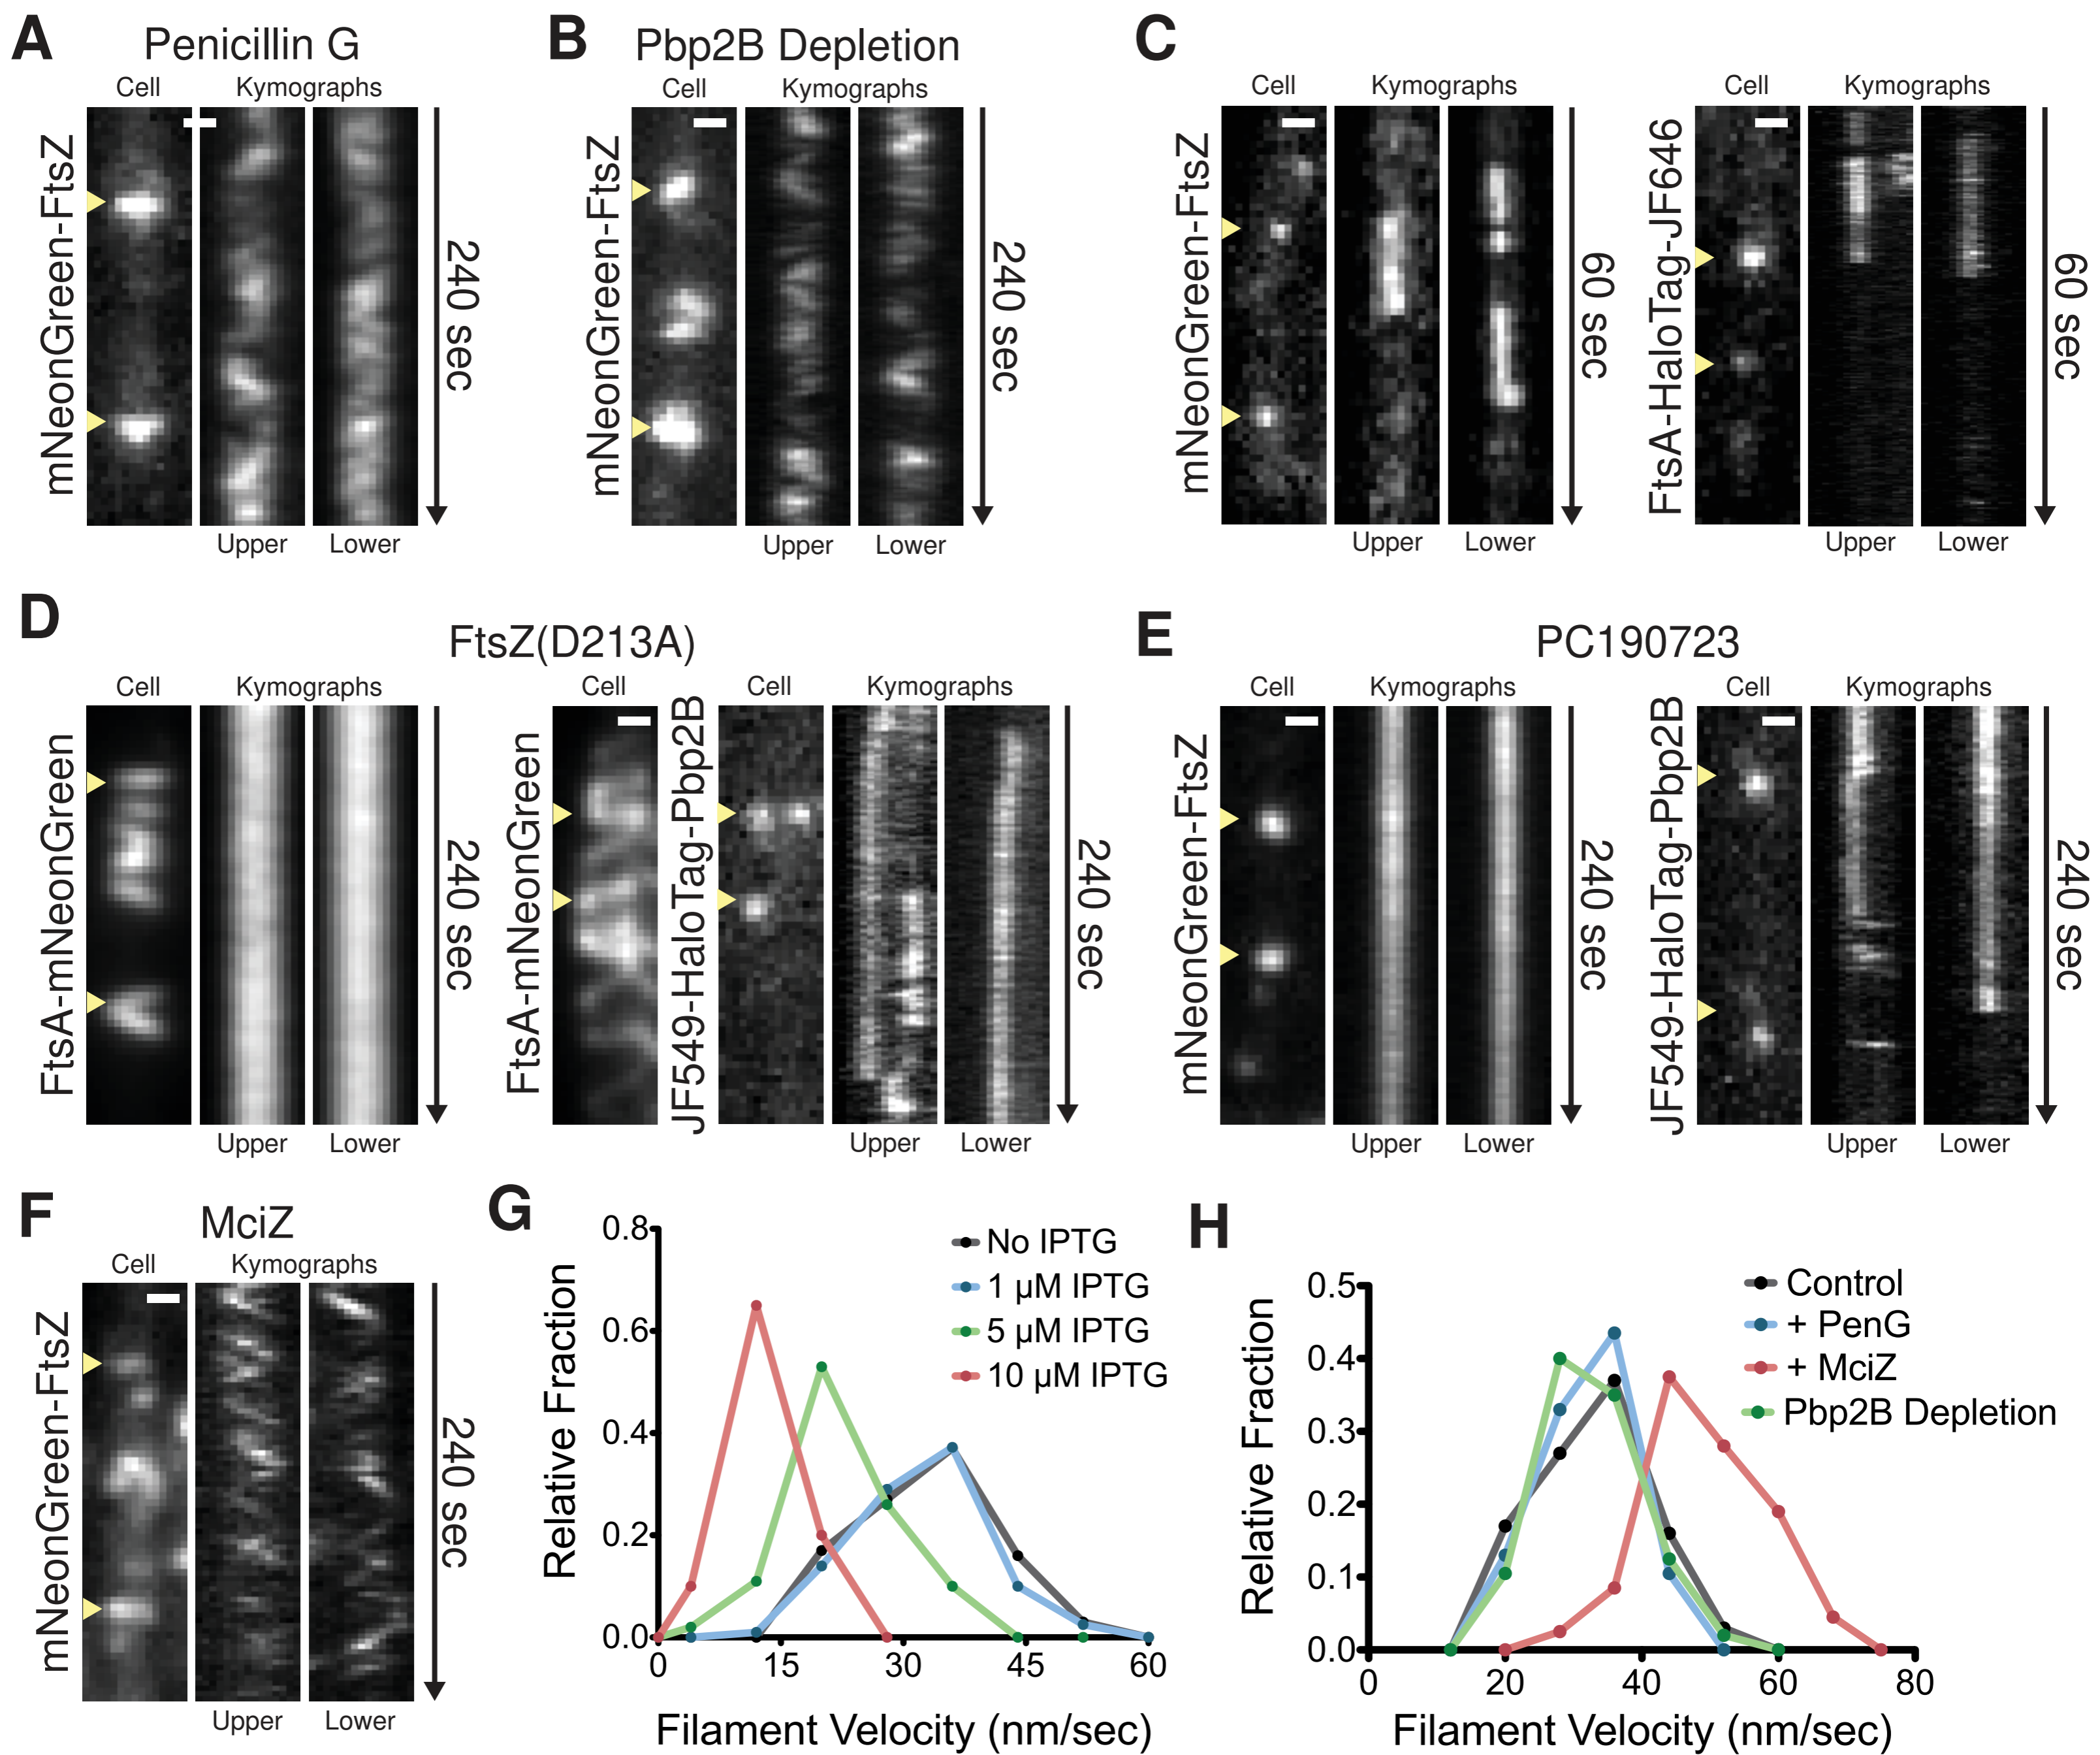 A
Penicillin G
Cell
Kymographs
mNeonGreen-FtsZ
240 sec
Upper
Lower
B
Pbp2B Depletion
Cell
Kymographs
mNeonGreen-FtsZ
240 sec
Upper
Lower
C
Cell
Kymographs
mNeonGreen-FtsZ
60 sec
Upper
Lower
Cell
Kymographs
FtsA-HaloTag-JF646
60 sec
Upper
Lower
D
FtsZ(D213A)
Cell
Kymographs
FtsA-mNeonGreen
240 sec
Upper
Lower
Cell
Cell
Kymographs
FtsA-mNeonGreen
JF549-HaloTag-Pbp2B
240 sec
Upper
Lower
E
PC190723
Cell
Kymographs
mNeonGreen-FtsZ
240 sec
Upper
Lower
Cell
Kymographs
JF549-HaloTag-Pbp2B
240 sec
Upper
Lower
F
MciZ
Cell
Kymographs
mNeonGreen-FtsZ
240 sec
Upper
Lower
G
Relative Fraction
0.8
0.6
0.4
0.2
0.0
0
15
30
45
60
Filament Velocity (nm/sec)
No IPTG
1 µM IPTG
5 µM IPTG
10 µM IPTG
H
Relative Fraction
0.5
0.4
0.3
0.2
0.1
0.0
0
20
40
60
80
Filament Velocity (nm/sec)
Control
+ PenG
+ MciZ
Pbp2B Depletion